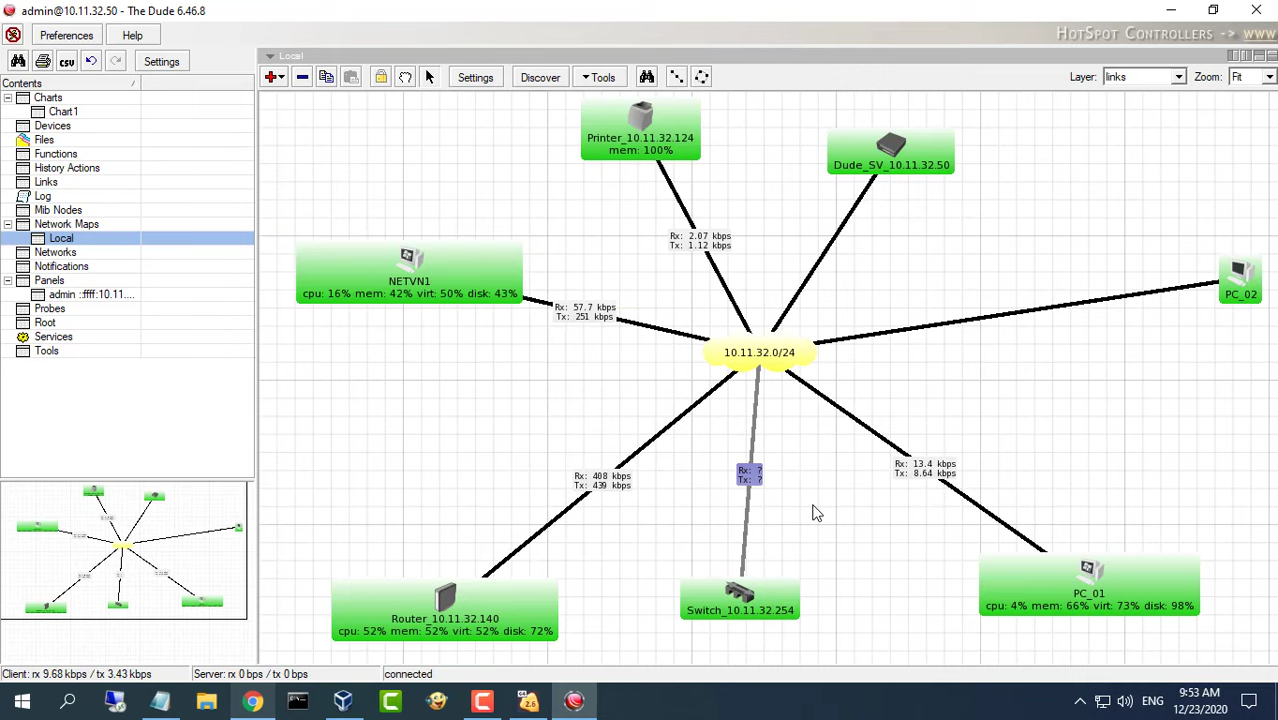 admin@10.11.32.50 - The Dude 6.46.8
Preferences
Help
HotSpot Controllers -> www
CSV
Settings
Contents
Charts
Chart1
Devices
Files
Functions
History Actions
Links
Log
Mib Nodes
Network Maps
Local
Networks
Notifications
Panels
admin ::ffff:10.11....
Probes
Root
Services
Tools
Local
Settings
Discover
Tools
Layer:
links
Zoom:
Fit
Printer_10.11.32.124
mem: 100%
Dude_SV_10.11.32.50
Rx: 2.07 kbps
Tx: 1.12 kbps
NETVN1
cpu: 16% mem: 42% virt: 50% disk: 43%
PC_02
Rx: 57.7 kbps
Tx: 251 kbps
10.11.32.0/24
Rx: 408 kbps
Tx: 439 kbps
Rx: ?
Tx: ?
Rx: 13.4 kbps
Tx: 8.64 kbps
Router_10.11.32.140
cpu: 52% mem: 52% virt: 52% disk: 72%
Switch_10.11.32.254
PC_01
cpu: 4% mem: 66% virt: 73% disk: 98%
Client: rx 9.68 kbps / tx 3.43 kbps
Server: rx 0 bps / tx 0 bps
connected
2.6
ENG
9:53 AM
12/23/2020